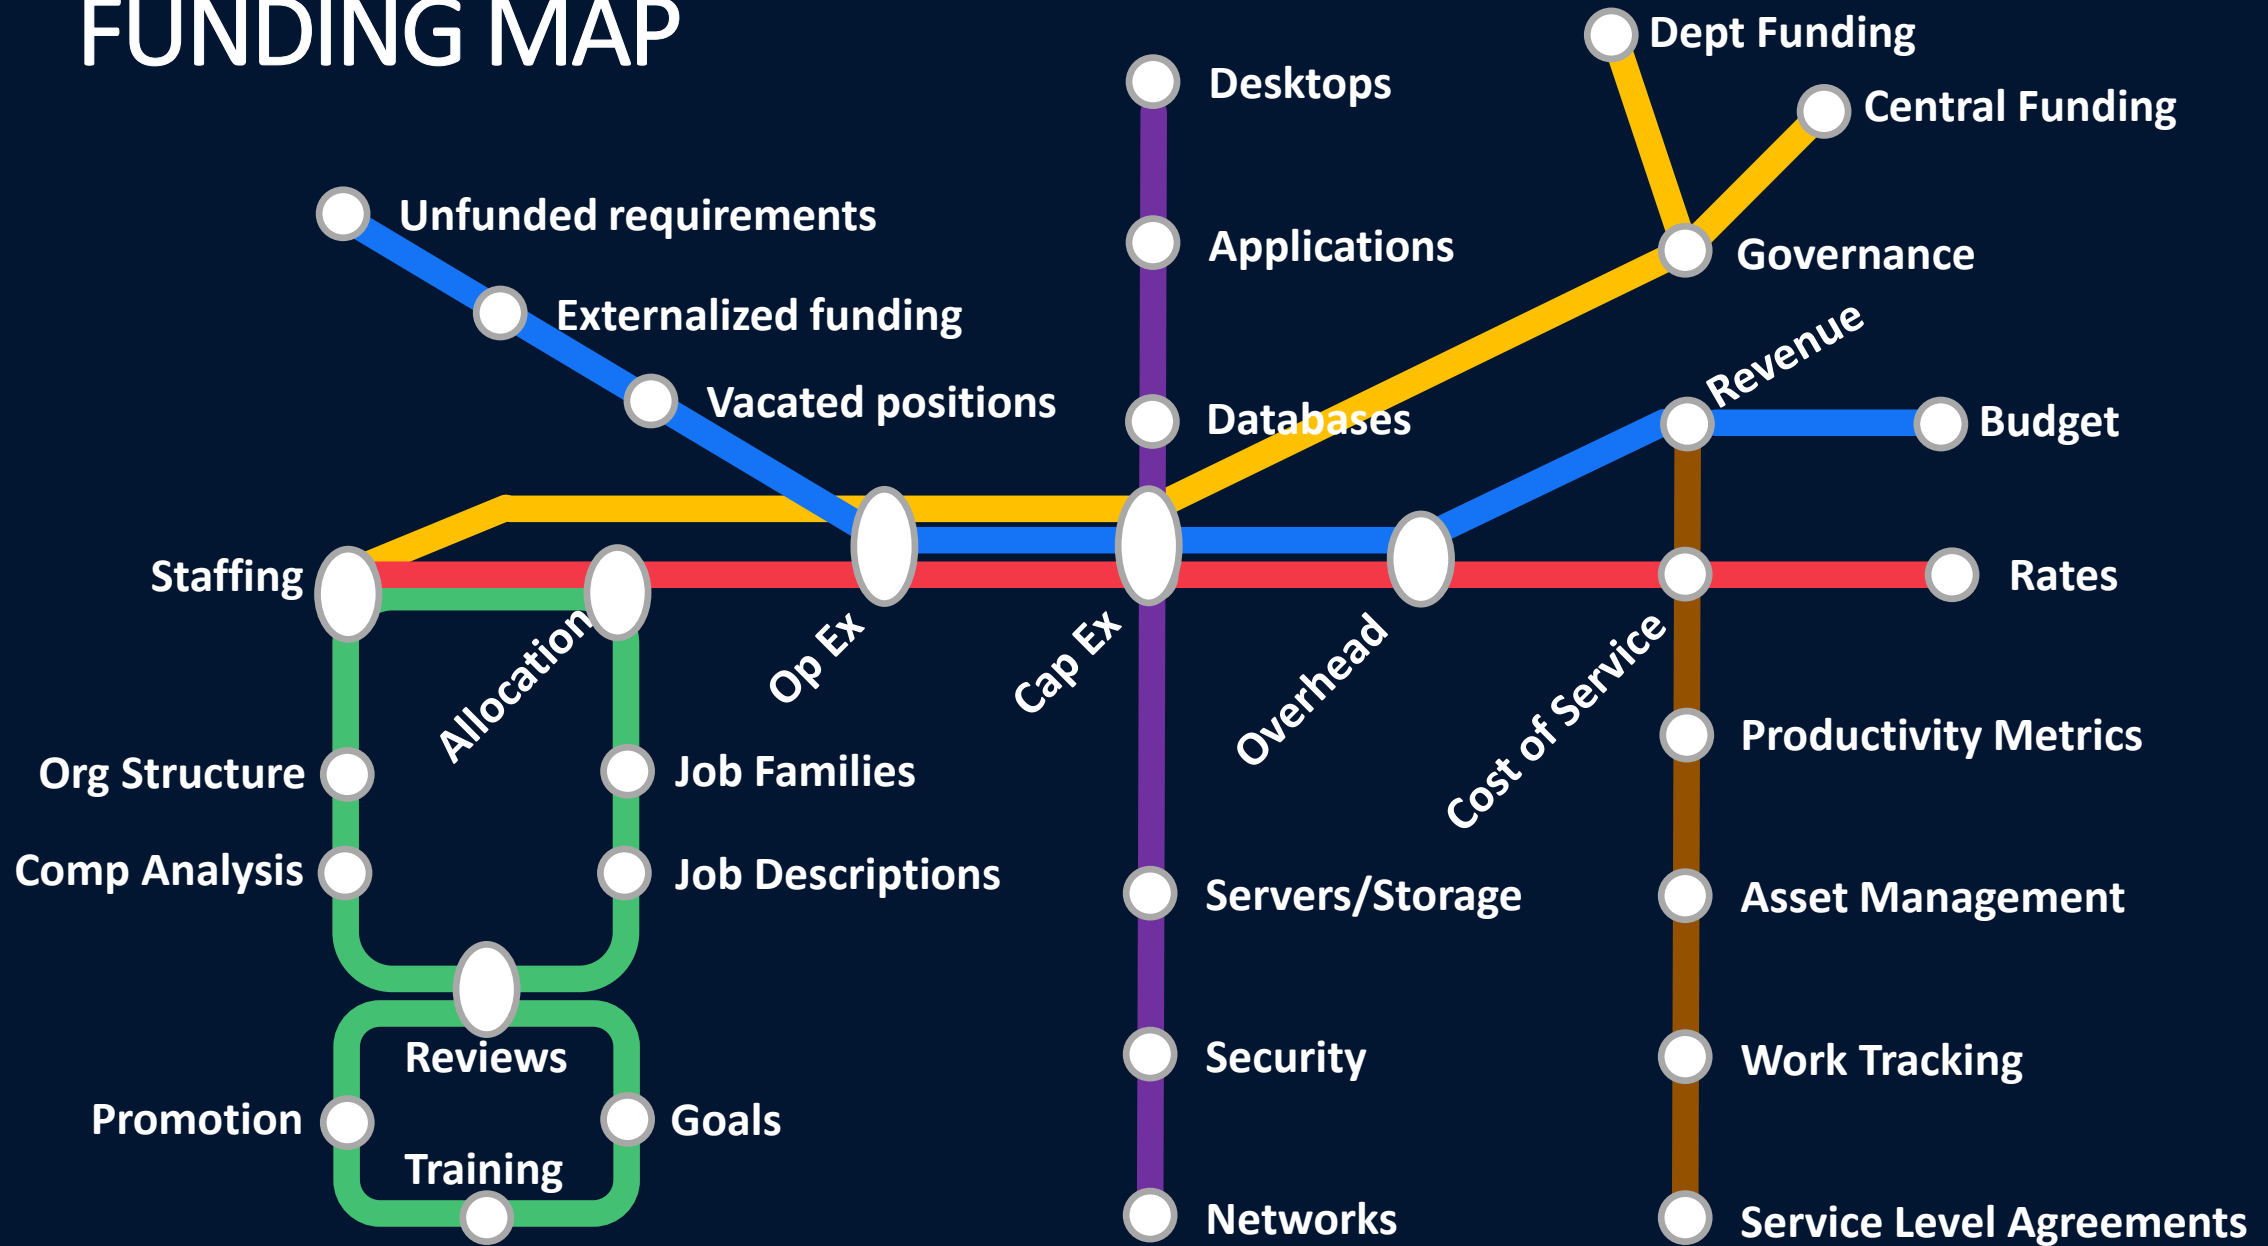 FUNDING MAP
Dept Funding
Desktops
Central Funding
Unfunded requirements
Applications
Governance
Externalized funding
Revenue
Vacated positions
Databases
Budget
Staffing
Rates
Allocation
Op Ex
Cap Ex
Overhead
Cost of Service
Org Structure
Job Families
Productivity Metrics
Comp Analysis
Job Descriptions
Servers/Storage
Asset Management
Reviews
Security
Work Tracking
Promotion
Goals
Training
Networks
Service Level Agreements